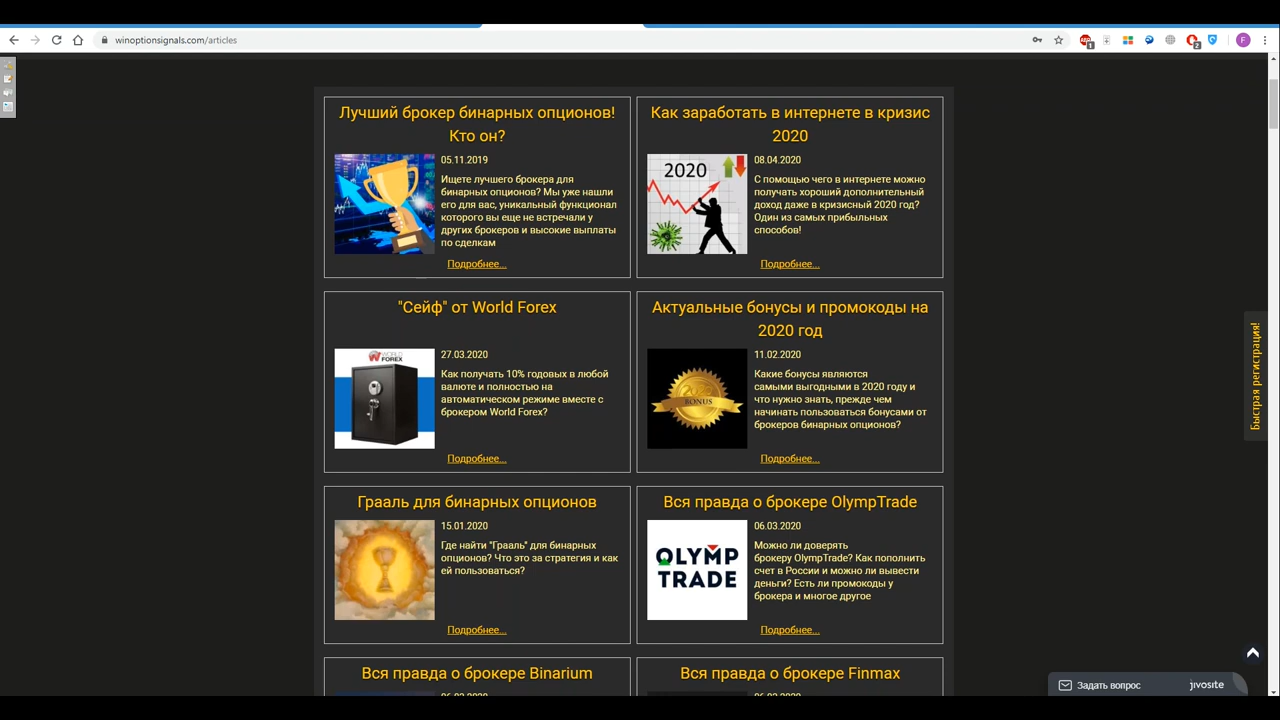 winoptionsignals.com/articles
Лучший брокер бинарных опционов!
Кто он?
05.11.2019
Ищете лучшего брокера для
бинарных опционов? Мы уже нашли
его для вас, уникальный функционал
которого вы еще не встречали у
других брокеров и высокие выплаты
по сделкам
Подробнее...
Как заработать в интернете в кризис
2020
2020
08.04.2020
С помощью чего в интернете можно
получать хороший дополнительный
доход даже в кризисный 2020 год?
Один из самых прибыльных
способов!
Подробнее...
"Сейф" от World Forex
WORLD
FOREX
27.03.2020
Как получать 10% годовых в любой
валюте и полностью на
автоматическом режиме вместе с
брокером World Forex?
Подробнее...
Актуальные бонусы и промокоды на
2020 год
BONUS
11.02.2020
Какие бонусы являются
самыми выгодными в 2020 году и
что нужно знать, прежде чем
начинать пользоваться бонусами от
брокеров бинарных опционов?
Подробнее...
Грааль для бинарных опционов
15.01.2020
Где найти "Грааль" для бинарных
опционов? Что это за стратегия и как
ей пользоваться?
Подробнее...
Вся правда о брокере OlympTrade
OLYMP
TRADE
06.03.2020
Можно ли доверять
брокеру OlympTrade? Как пополнить
счет в России и можно ли вывести
деньги? Есть ли промокоды у
брокера и многое другое
Подробнее...
Вся правда о брокере Binarium
Вся правда о брокере Finmax
Быстрая регистрация!
Задать вопрос
jivosite
F
1
2